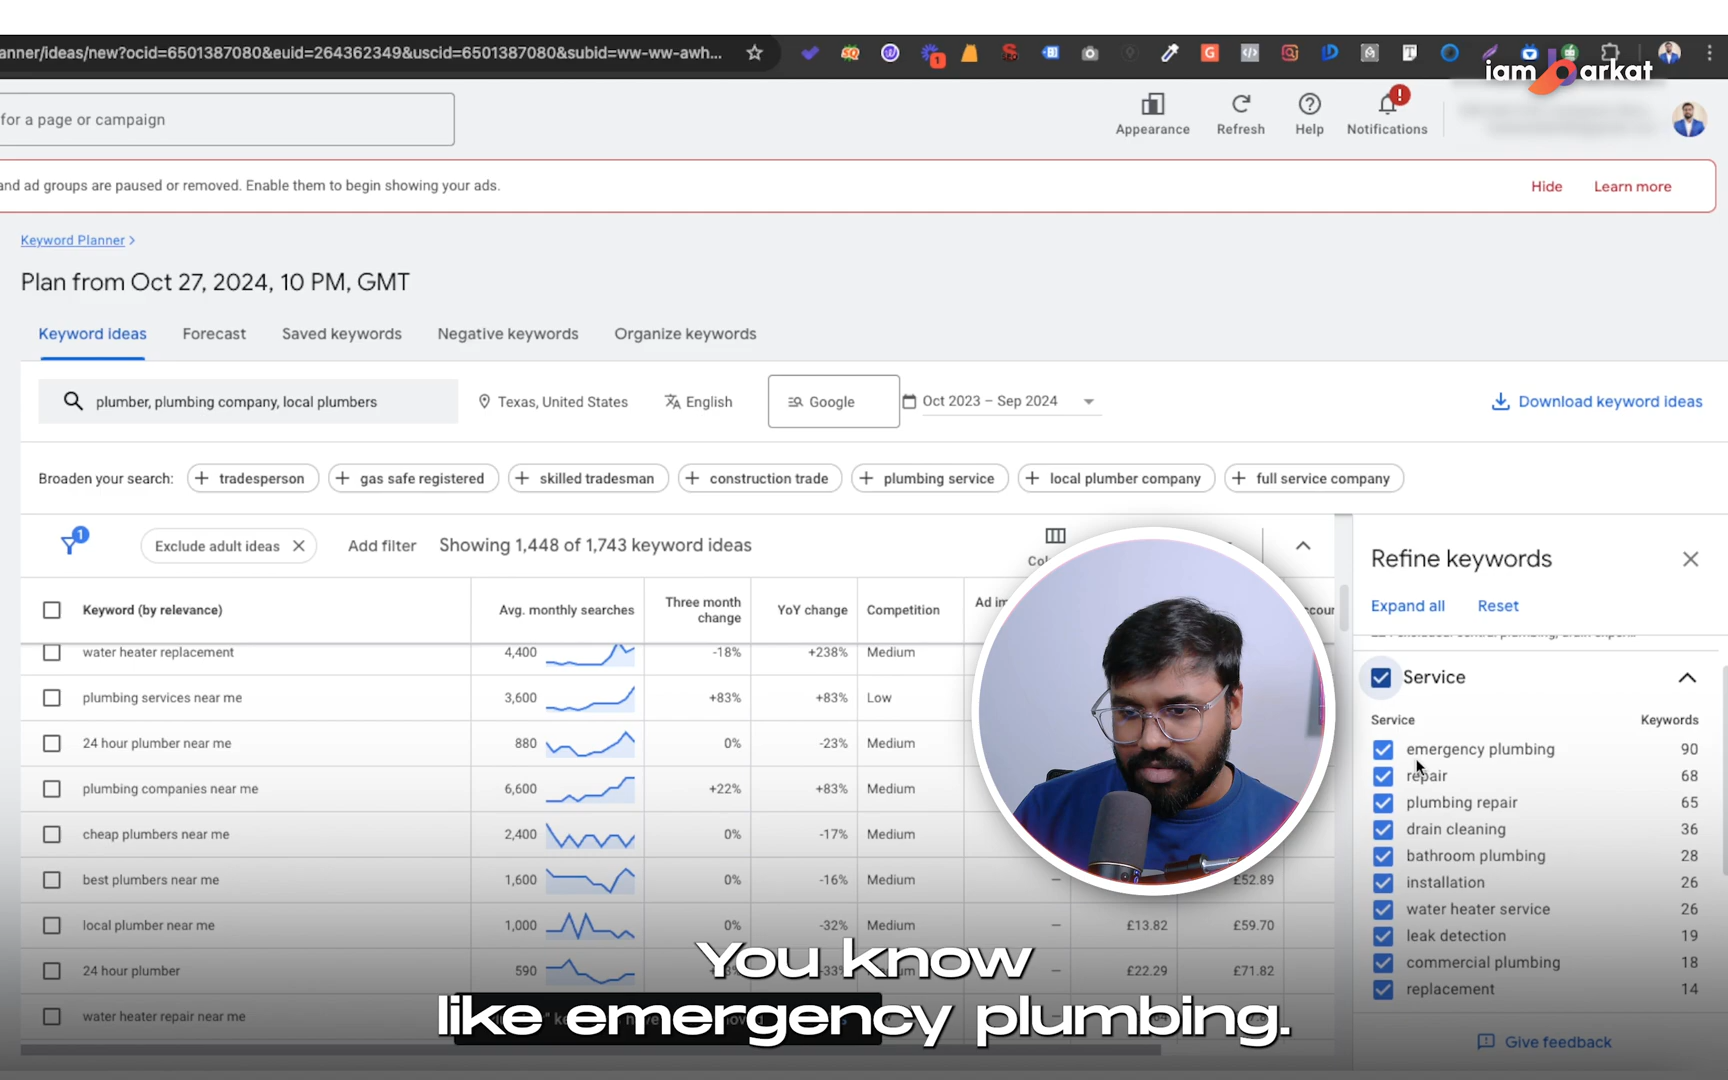 anner/ideas/new?ocid=6501387080&euid=264362349&uscid=6501387080&subid=ww-ww-awh...
iam parkat
for a page or campaign
Appearance
Refresh
Help
Notifications
and ad groups are paused or removed. Enable them to begin showing your ads.
Hide
Learn more
Keyword Planner >
Plan from Oct 27, 2024, 10 PM, GMT
Keyword ideas
Forecast
Saved keywords
Negative keywords
Organize keywords
plumber, plumbing company, local plumbers
Texas, United States
English
Google
Oct 2023 – Sep 2024
Download keyword ideas
Broaden your search:
+ tradesperson
+ gas safe registered
+ skilled tradesman
+ construction trade
+ plumbing service
+ local plumber company
+ full service company
1
Exclude adult ideas
Add filter
Showing 1,448 of 1,743 keyword ideas
Refine keywords
Expand all
Reset
Keyword (by relevance)
Avg. monthly searches
Three month change
YoY change
Competition
water heater replacement 4,400 -18% +238% Medium
plumbing services near me 3,600 +83% +83% Low
24 hour plumber near me 880 0% -23% Medium
plumbing companies near me 6,600 +22% +83% Medium
cheap plumbers near me 2,400 0% -17% Medium
best plumbers near me 1,600 0% -16% Medium – £52.89
local plumber near me 1,000 0% -32% Medium – £13.82 £59.70
24 hour plumber 590 – £22.29 £71.82
water heater repair near me
Service
Service Keywords
emergency plumbing 90
repair 68
plumbing repair 65
drain cleaning 36
bathroom plumbing 28
installation 26
water heater service 26
leak detection 19
commercial plumbing 18
replacement 14
Give feedback
You know
like emergency plumbing.